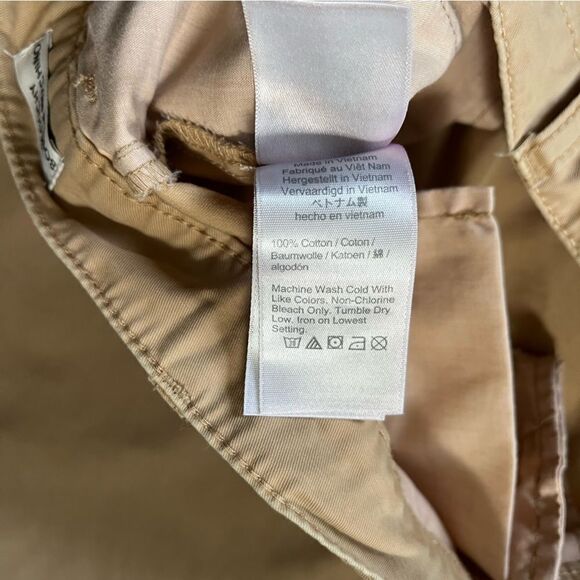 Made in Vietnam
Fabriqué au Viêt Nam
Hergestellt in Vietnam
Vervaardigd in Vietnam
ベトナム製
hecho en vietnam
100% Cotton / Coton /
Baumwolle / Katoen / 綿 /
algodón
Machine Wash Cold With
Like Colors. Non-Chlorine
Bleach Only. Tumble Dry
Low. Iron on Lowest
Setting.